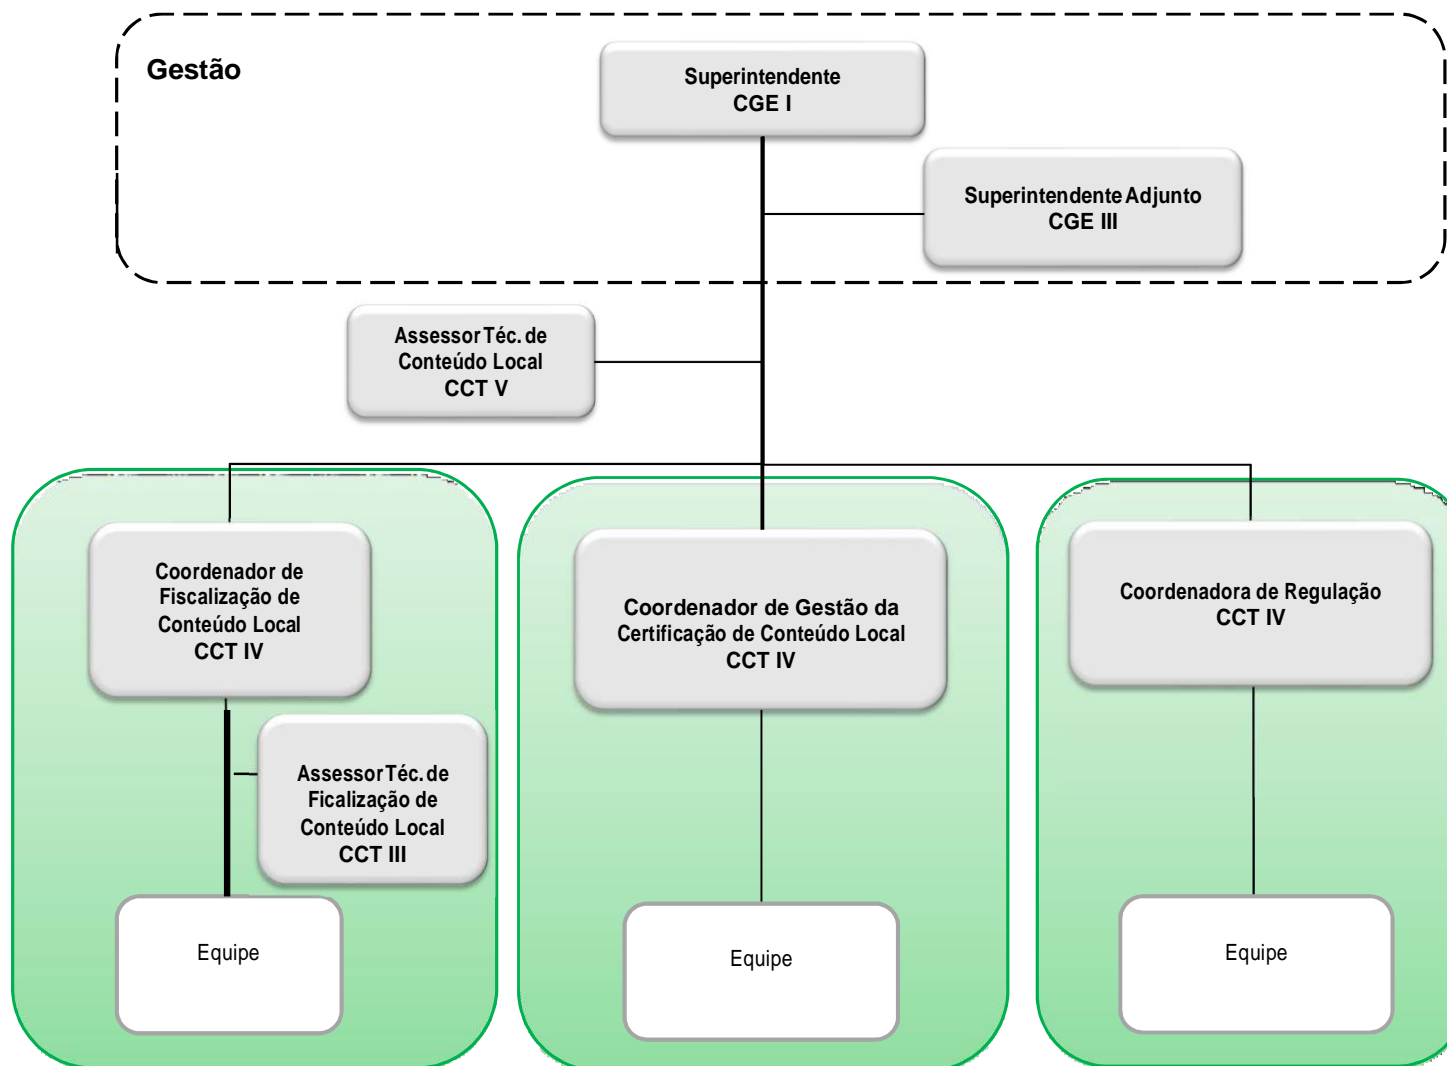 Gestão
Superintendente
CGE I
Superintendente Adjunto
CGE III
Assessor Téc. de
Conteúdo Local
CCT V
Coordenador de
Fiscalização de
Conteúdo Local
CCT IV
Assessor Téc. de
Ficalização de
Conteúdo Local
CCT III
Equipe
Coordenador de Gestão da
Certificação de Conteúdo Local
CCT IV
Equipe
Coordenadora de Regulação
CCT IV
Equipe